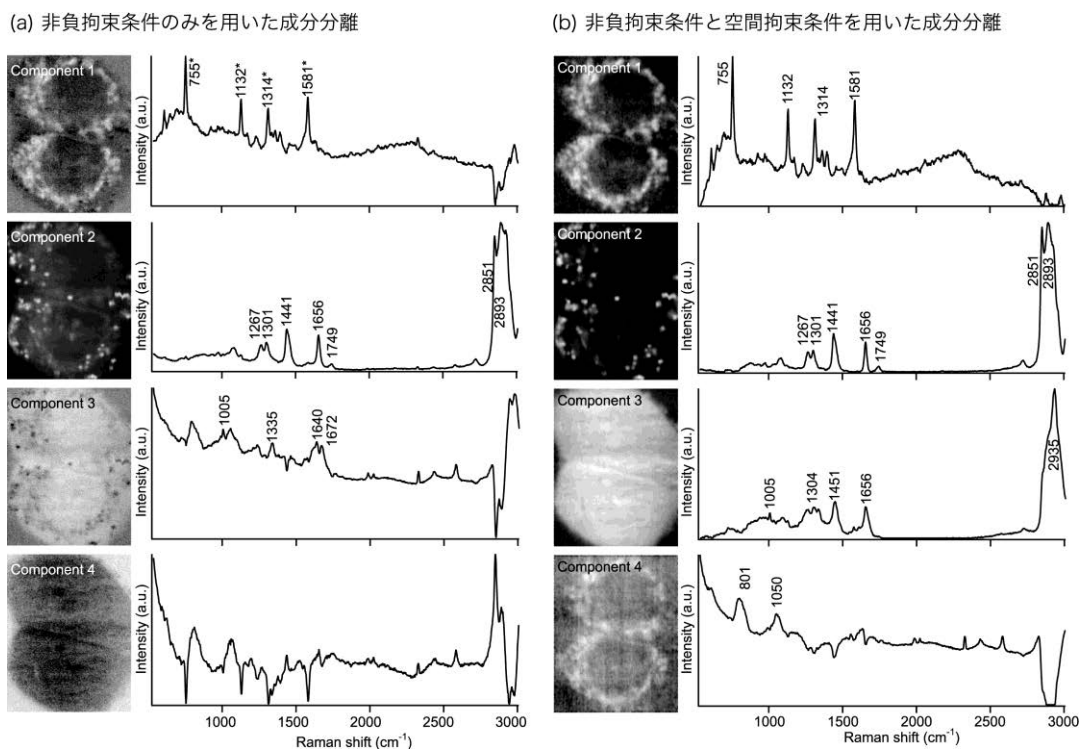 (a) 非負拘束条件のみを用いた成分分離
Component 1
Intensity (a.u.)
755*
1132*
1314*
1581*
Component 2
Intensity (a.u.)
1267
1301
1441
1656
1749
2851
2893
Component 3
Intensity (a.u.)
1005
1335
1640
1672
Component 4
Intensity (a.u.)
1000 1500 2000 2500 3000
Raman shift (cm⁻¹)
(b) 非負拘束条件と空間拘束条件を用いた成分分離
Component 1
Intensity (a.u.)
755
1132
1314
1581
Component 2
Intensity (a.u.)
1267
1301
1441
1656
1749
2851
2893
Component 3
Intensity (a.u.)
1005
1304
1451
1656
2935
Component 4
Intensity (a.u.)
801
1050
1000 1500 2000 2500 3000
Raman shift (cm⁻¹)